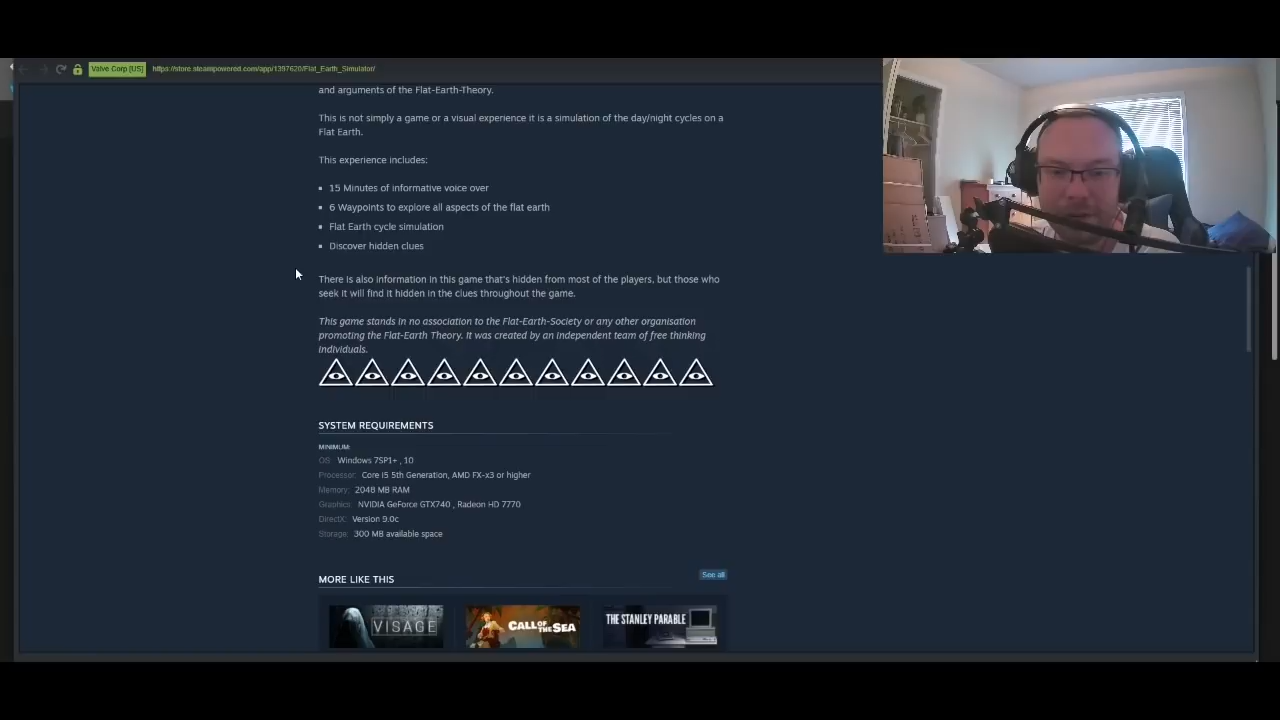 Valve Corp [US] https://store.steampowered.com/app/1397620/Flat_Earth_Simulator/
and arguments of the Flat-Earth-Theory.
This is not simply a game or a visual experience it is a simulation of the day/night cycles on a
Flat Earth.
This experience includes:
15 Minutes of informative voice over
6 Waypoints to explore all aspects of the flat earth
Flat Earth cycle simulation
Discover hidden clues
There is also information in this game that's hidden from most of the players, but those who
seek it will find it hidden in the clues throughout the game.
This game stands in no association to the Flat-Earth-Society or any other organisation
promoting the Flat-Earth Theory. It was created by an independent team of free thinking
individuals.
SYSTEM REQUIREMENTS
MINIMUM:
OS: Windows 7SP1+ , 10
Processor: Core i5 5th Generation, AMD FX-x3 or higher
Memory: 2048 MB RAM
Graphics: NVIDIA GeForce GTX740 , Radeon HD 7770
DirectX: Version 9.0c
Storage: 300 MB available space
MORE LIKE THIS
See all
VISAGE
CALL OF THE SEA
THE STANLEY PARABLE